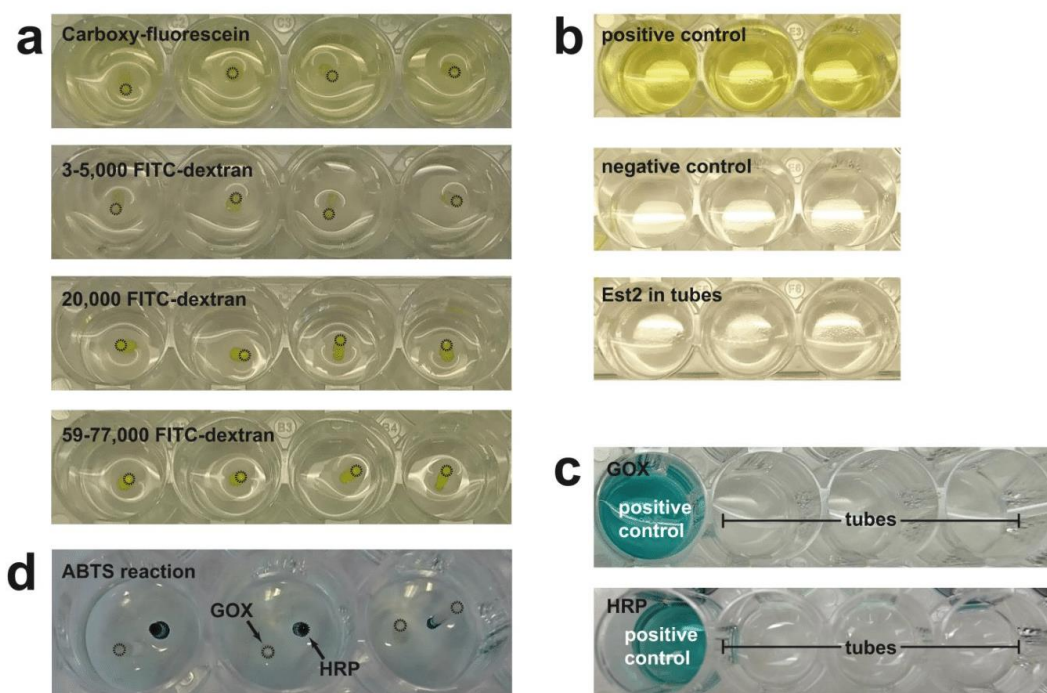 a
Carboxy-fluorescein
3-5,000 FITC-dextran
20,000 FITC-dextran
59-77,000 FITC-dextran
b
positive control
negative control
Est2 in tubes
c
GOX
positive
control
tubes
HRP
positive
control
tubes
d
ABTS reaction
GOX
HRP